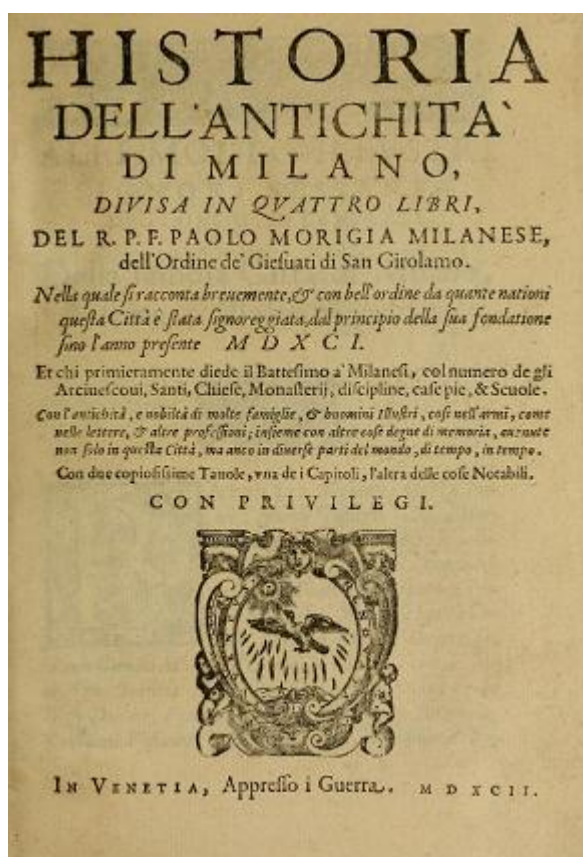 HISTORIA
DELL'ANTICHITA'
DI MILANO,
DIVISA IN QVATTRO LIBRI,
DEL R. P. F. PAOLO MORIGIA MILANESE,
dell'Ordine de' Gieſuati di San Girolamo.
Nella quale ſi racconta breuemente, & con bell'ordine da quante nationi
queſta Città è ſtata ſignoreggiata, dal principio della ſua fondatione
ſino l'anno preſente M D X C I.
Et chi primieramente diede il Batteſimo a' Milaneſi, col numero de gli
Arciueſcoui, Santi, Chieſe, Monaſterij, diſcipline, caſe pie, & Scuole.
Con l'antichità, e nobiltà di molte famiglie, & huomini Illuſtri, coſi nell'armi, come
nelle lettere, & altre profeſſioni; inſieme con altre coſe degne di memoria, auenute
non ſolo in queſta Città, ma anco in diuerſe parti del mondo, di tempo, in tempo.
Con due copioſiſſime Tauole, vna de i Capitoli, l'altra delle coſe Notabili.
CON PRIVILEGI.
IN VENETIA, Appreſſo i Guerra. M D XCII.